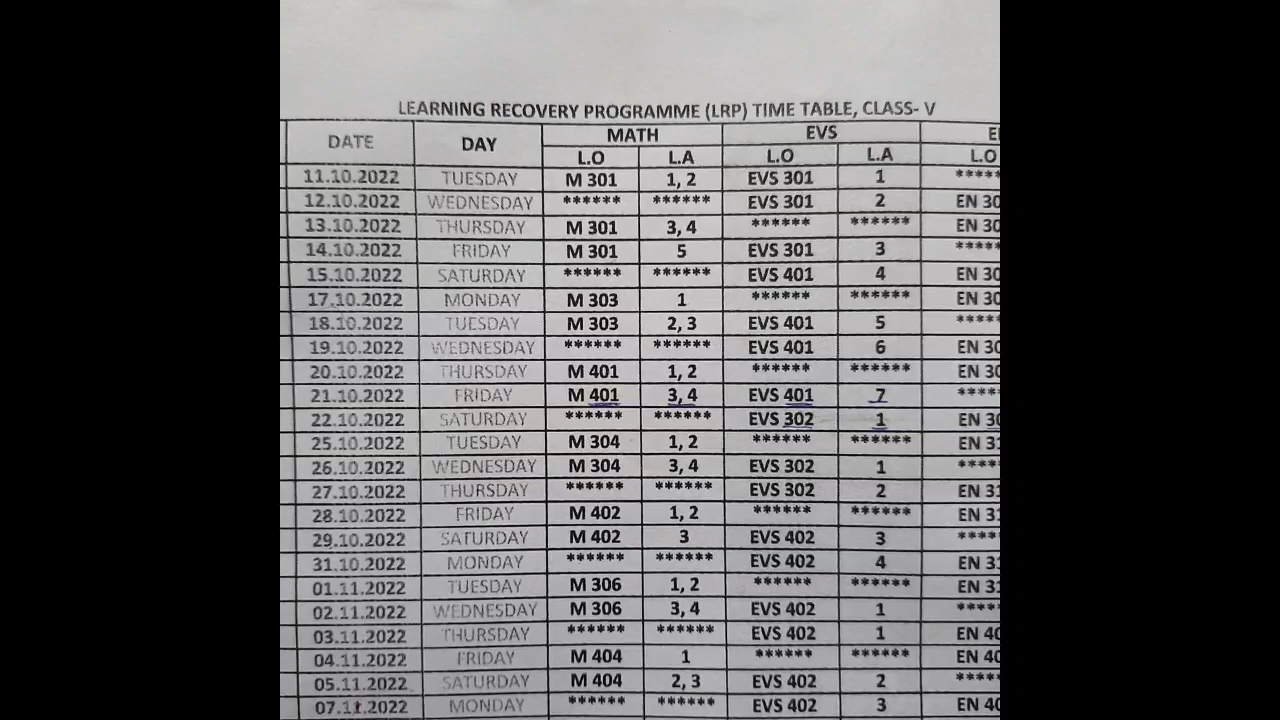 LEARNING RECOVERY PROGRAMME (LRP) TIME TABLE, CLASS- V
DATE DAY MATH EVS
L.O L.A L.O L.A L.O
11.10.2022 TUESDAY M 301 1, 2 EVS 301 1 *****
12.10.2022 WEDNESDAY ****** ****** EVS 301 2 EN 30
13.10.2022 THURSDAY M 301 3, 4 ****** ****** EN 30
14.10.2022 FRIDAY M 301 5 EVS 301 3 *****
15.10.2022 SATURDAY ****** ****** EVS 401 4 EN 30
17.10.2022 MONDAY M 303 1 ****** ****** EN 30
18.10.2022 TUESDAY M 303 2, 3 EVS 401 5 *****
19.10.2022 WEDNESDAY ****** ****** EVS 401 6 EN 30
20.10.2022 THURSDAY M 401 1, 2 ****** ****** EN 30
21.10.2022 FRIDAY M 401 3, 4 EVS 401 7 *****
22.10.2022 SATURDAY ****** ****** EVS 302 1 EN 30
25.10.2022 TUESDAY M 304 1, 2 ****** ****** EN 31
26.10.2022 WEDNESDAY M 304 3, 4 EVS 302 1 *****
27.10.2022 THURSDAY ****** ****** EVS 302 2 EN 31
28.10.2022 FRIDAY M 402 1, 2 ****** ****** EN 31
29.10.2022 SATURDAY M 402 3 EVS 402 3 *****
31.10.2022 MONDAY ****** ****** EVS 402 4 EN 31
01.11.2022 TUESDAY M 306 1, 2 ****** ****** EN 31
02.11.2022 WEDNESDAY M 306 3, 4 EVS 402 1 *****
03.11.2022 THURSDAY ****** ****** EVS 402 1 EN 40
04.11.2022 FRIDAY M 404 1 ****** ****** EN 40
05.11.2022 SATURDAY M 404 2, 3 EVS 402 2 *****
07.11.2022 MONDAY ****** ****** EVS 402 3 EN 40